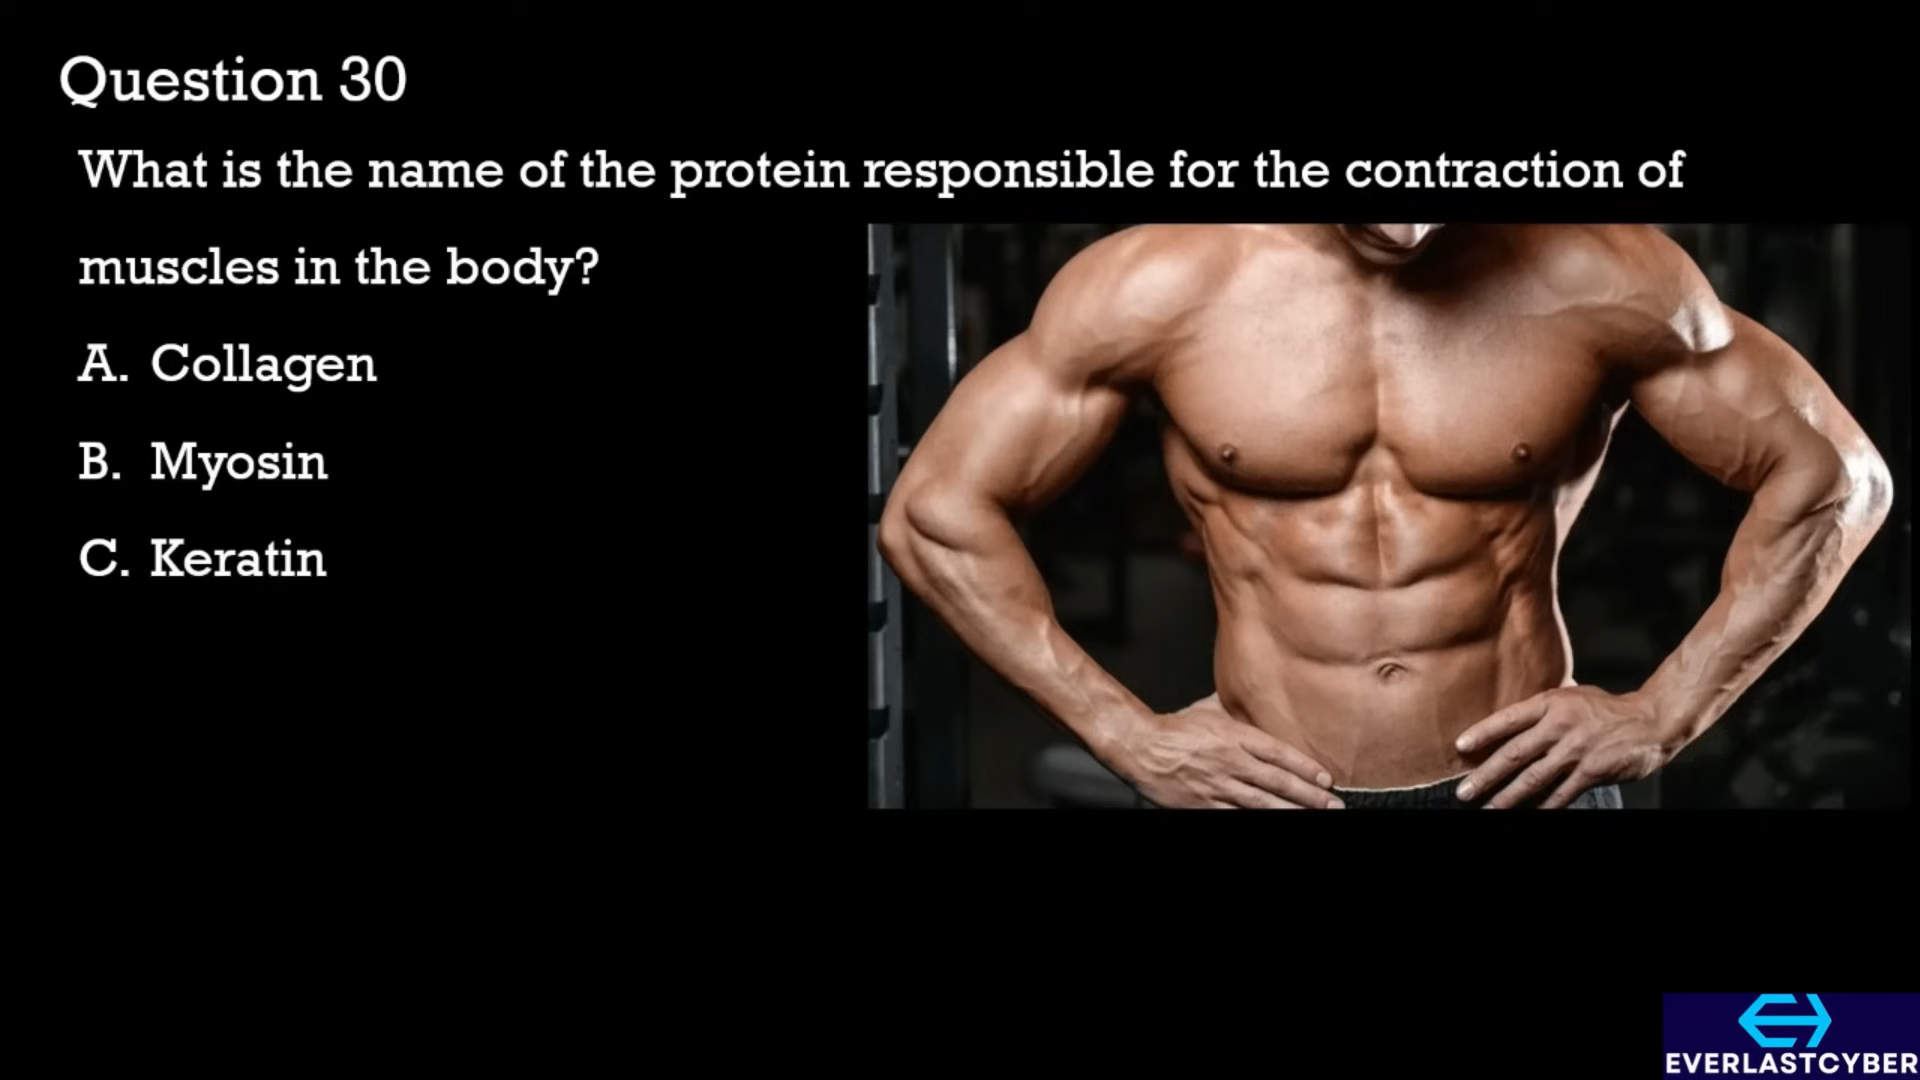 Question 30
What is the name of the protein responsible for the contraction of
muscles in the body?
A. Collagen
B. Myosin
C. Keratin
EVERLASTCYBER